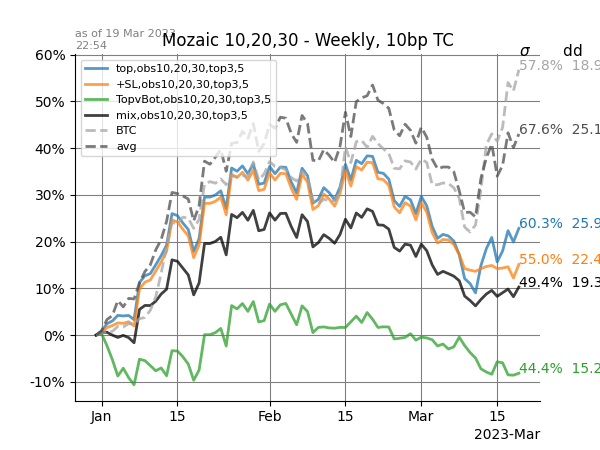 as of 19 Mar 2023
22:54
Mozaic 10,20,30 - Weekly, 10bp TC
σ dd
top,obs10,20,30,top3,5
+SL,obs10,20,30,top3,5
TopvBot,obs10,20,30,top3,5
mix,obs10,20,30,top3,5
BTC
avg
60%
50%
40%
30%
20%
10%
0%
-10%
57.8% 18.9
67.6% 25.1
60.3% 25.9
55.0% 22.4
49.4% 19.3
44.4% 15.2
Jan 15 Feb 15 Mar 15
2023-Mar